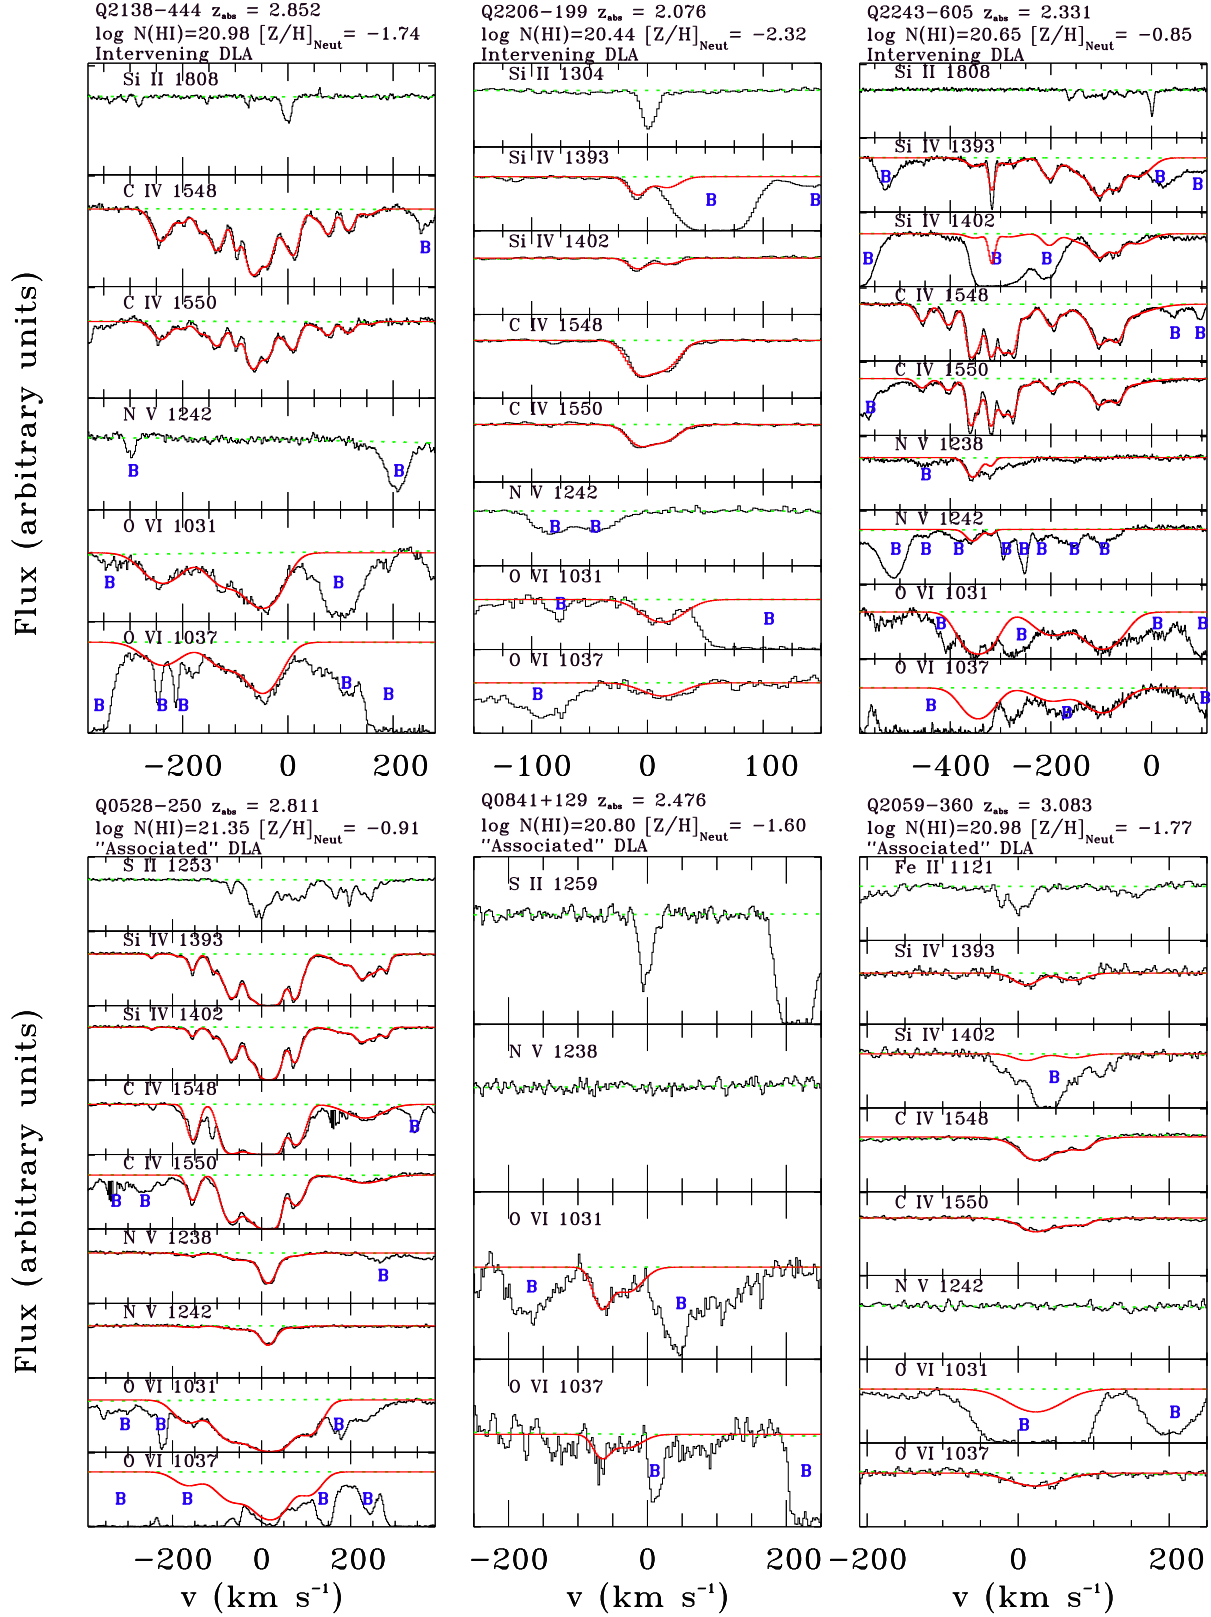 Q2138−444 z_abs = 2.852
log N(HI)=20.98 [Z/H]_Neut = −1.74
Intervening DLA
Si II 1808
C IV 1548
B
C IV 1550
N V 1242
B B
O VI 1031
B B
O VI 1037
B B B B B
−200 0 200
Q2206−199 z_abs = 2.076
log N(HI)=20.44 [Z/H]_Neut = −2.32
Intervening DLA
Si II 1304
Si IV 1393
B B
Si IV 1402
C IV 1548
C IV 1550
N V 1242
B B
O VI 1031
B B
O VI 1037
B
−100 0 100
Q2243−605 z_abs = 2.331
log N(HI)=20.65 [Z/H]_Neut = −0.85
Intervening DLA
Si II 1808
Si IV 1393
B B B
Si IV 1402
B B B
C IV 1548
B B
C IV 1550
B
N V 1238
B
N V 1242
B B B B B B B B
O VI 1031
B B B B
O VI 1037
B B B
−400 −200 0
Flux (arbitrary units)
Q0528−250 z_abs = 2.811
log N(HI)=21.35 [Z/H]_Neut = −0.91
"Associated" DLA
S II 1253
Si IV 1393
Si IV 1402
C IV 1548
B
C IV 1550
B B
N V 1238
B
N V 1242
O VI 1031
B B B
O VI 1037
B B B B
−200 0 200
v (km s⁻¹)
Q0841+129 z_abs = 2.476
log N(HI)=20.80 [Z/H]_Neut = −1.60
"Associated" DLA
S II 1259
N V 1238
O VI 1031
B B
O VI 1037
B B
−200 0 200
v (km s⁻¹)
Q2059−360 z_abs = 3.083
log N(HI)=20.98 [Z/H]_Neut = −1.77
"Associated" DLA
Fe II 1121
Si IV 1393
Si IV 1402
B
C IV 1548
C IV 1550
N V 1242
O VI 1031
B B
O VI 1037
−200 0 200
v (km s⁻¹)
Flux (arbitrary units)